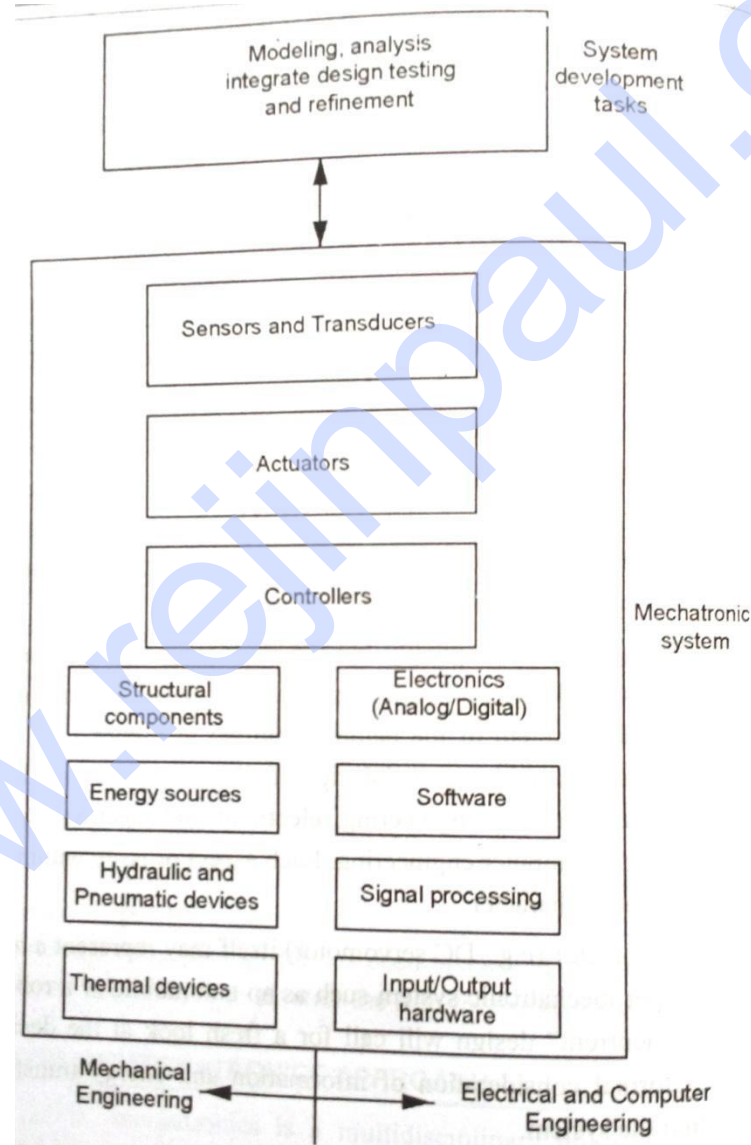 Modeling, analysis
integrate design testing
and refinement
System
development
tasks
Sensors and Transducers
Actuators
Controllers
Mechatronic
system
Structural
components
Electronics
(Analog/Digital)
Energy sources
Software
Hydraulic and
Pneumatic devices
Signal processing
Thermal devices
Input/Output
hardware
Mechanical
Engineering
Electrical and Computer
Engineering
www.rejinpaul.c